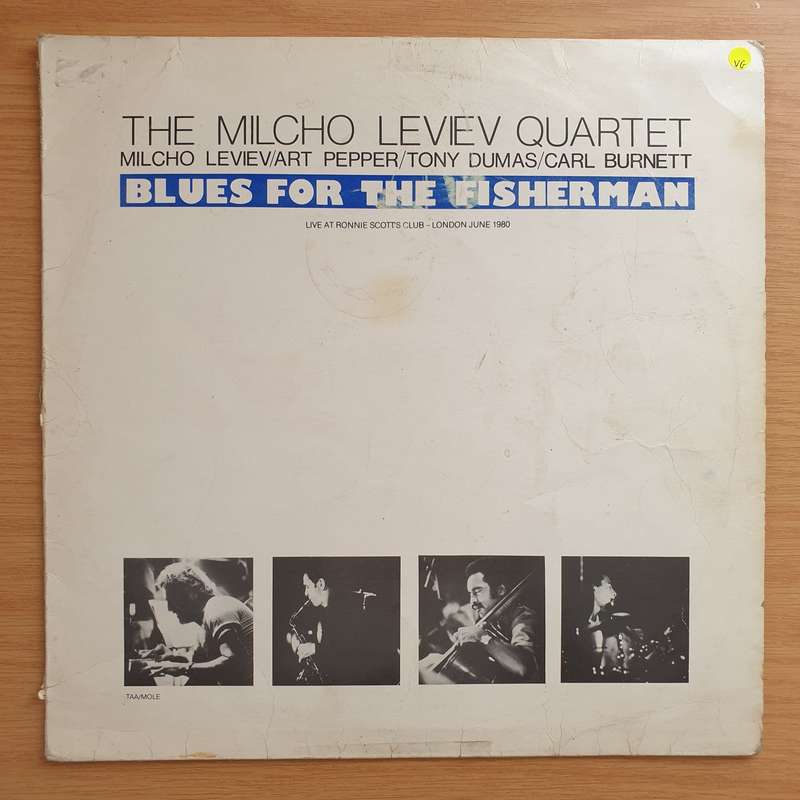 VG
THE MILCHO LEVIEV QUARTET
MILCHO LEVIEV/ART PEPPER/TONY DUMAS/CARL BURNETT
BLUES FOR THE FISHERMAN
LIVE AT RONNIE SCOTT'S CLUB – LONDON JUNE 1980
TAA/MOLE